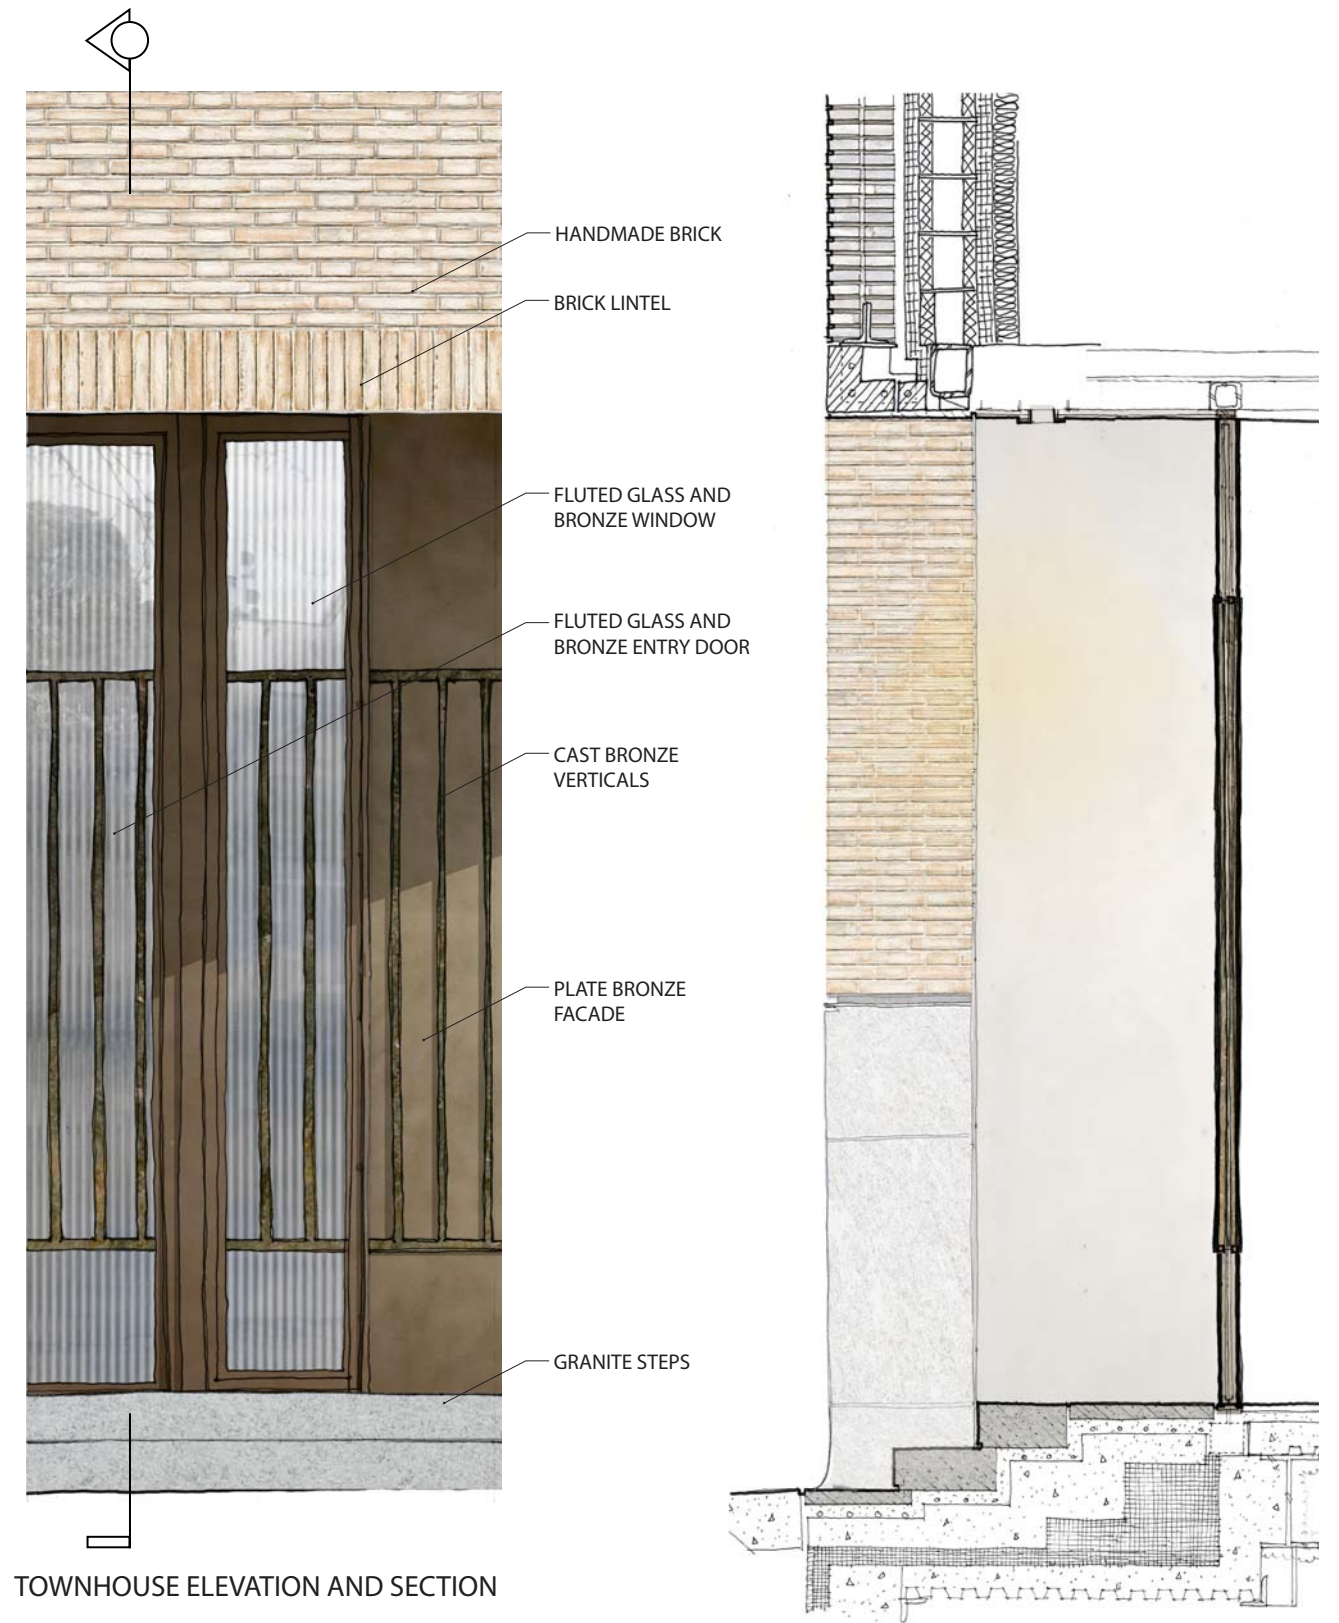 HANDMADE BRICK
BRICK LINTEL
FLUTED GLASS AND
BRONZE WINDOW
FLUTED GLASS AND
BRONZE ENTRY DOOR
CAST BRONZE
VERTICALS
PLATE BRONZE
FACADE
GRANITE STEPS
TOWNHOUSE ELEVATION AND SECTION